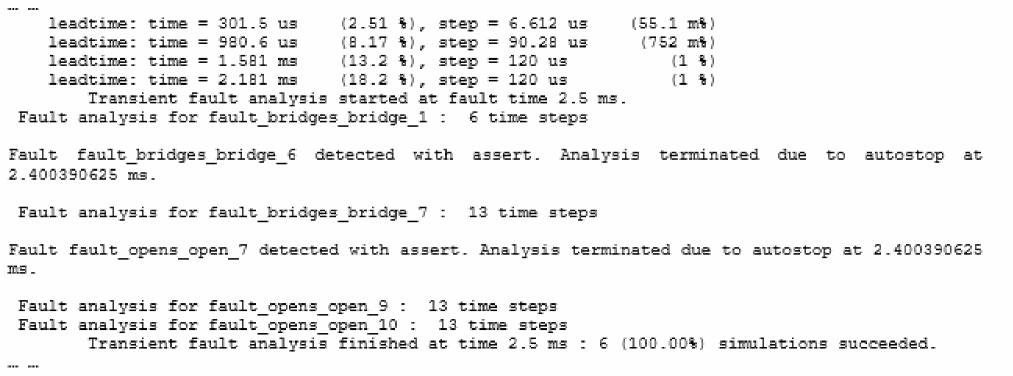 … …
leadtime: time = 301.5 us (2.51 %), step = 6.612 us (55.1 m%)
leadtime: time = 980.6 us (8.17 %), step = 90.28 us (752 m%)
leadtime: time = 1.581 ms (13.2 %), step = 120 us (1 %)
leadtime: time = 2.181 ms (18.2 %), step = 120 us (1 %)
Transient fault analysis started at fault time 2.5 ms.
Fault analysis for fault_bridges_bridge_1 : 6 time steps
Fault fault_bridges_bridge_6 detected with assert. Analysis terminated due to autostop at
2.400390625 ms.
Fault analysis for fault_bridges_bridge_7 : 13 time steps
Fault fault_opens_open_7 detected with assert. Analysis terminated due to autostop at 2.400390625
ms.
Fault analysis for fault_opens_open_9 : 13 time steps
Fault analysis for fault_opens_open_10 : 13 time steps
Transient fault analysis finished at time 2.5 ms : 6 (100.00%) simulations succeeded.
… …